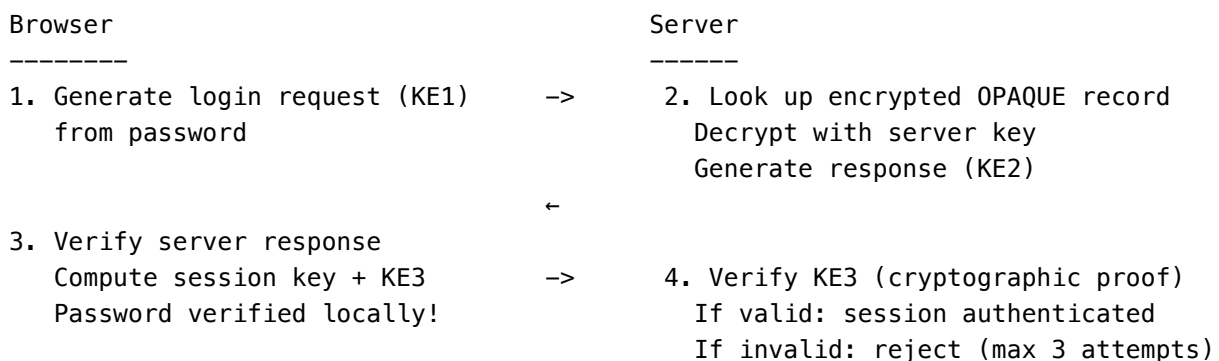 Browser                                    Server
--------                                   ------
1. Generate login request (KE1)     ->      2. Look up encrypted OPAQUE record
   from password                              Decrypt with server key
                                              Generate response (KE2)
                                    ←
3. Verify server response
   Compute session key + KE3        ->      4. Verify KE3 (cryptographic proof)
   Password verified locally!                 If valid: session authenticated
                                              If invalid: reject (max 3 attempts)